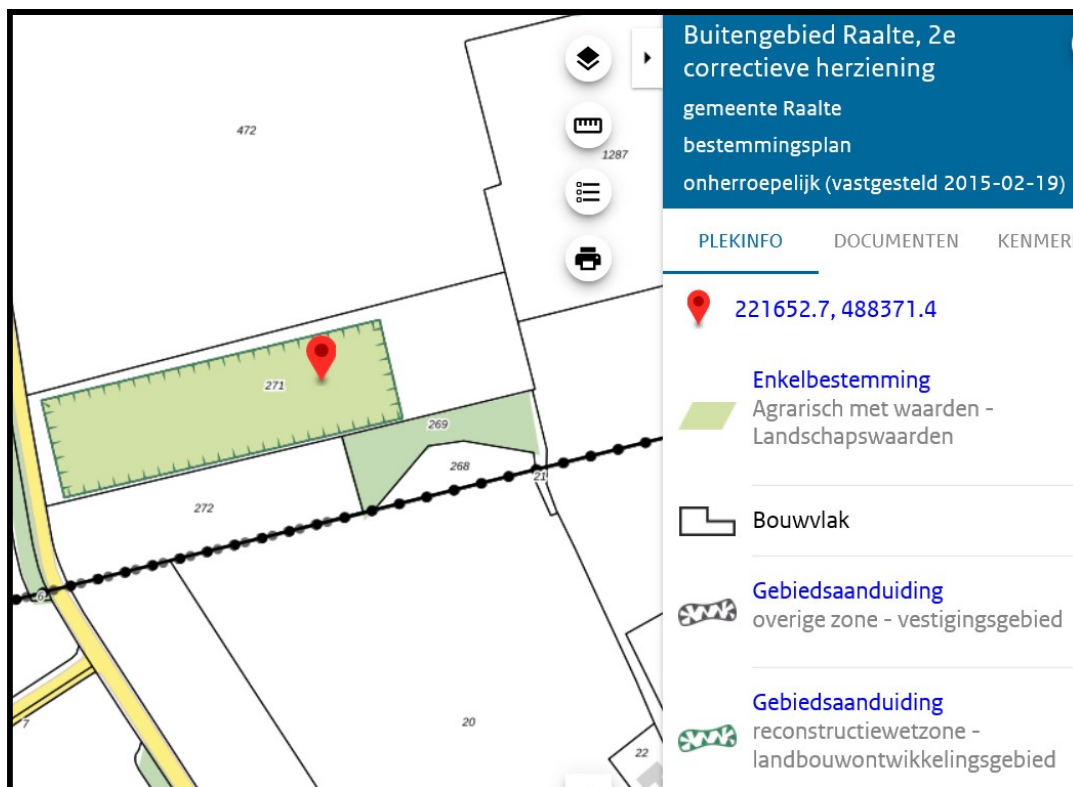 472
1287
271
269
268
21
272
6
20
7
22
Buitengebied Raalte, 2e
correctieve herziening
gemeente Raalte
bestemmingsplan
onherroepelijk (vastgesteld 2015-02-19)
PLEKINFO DOCUMENTEN KENMER
221652.7, 488371.4
Enkelbestemming
Agrarisch met waarden -
Landschapswaarden
Bouwvlak
Gebiedsaanduiding
overige zone - vestigingsgebied
Gebiedsaanduiding
reconstructiewetzone -
landbouwontwikkelingsgebied